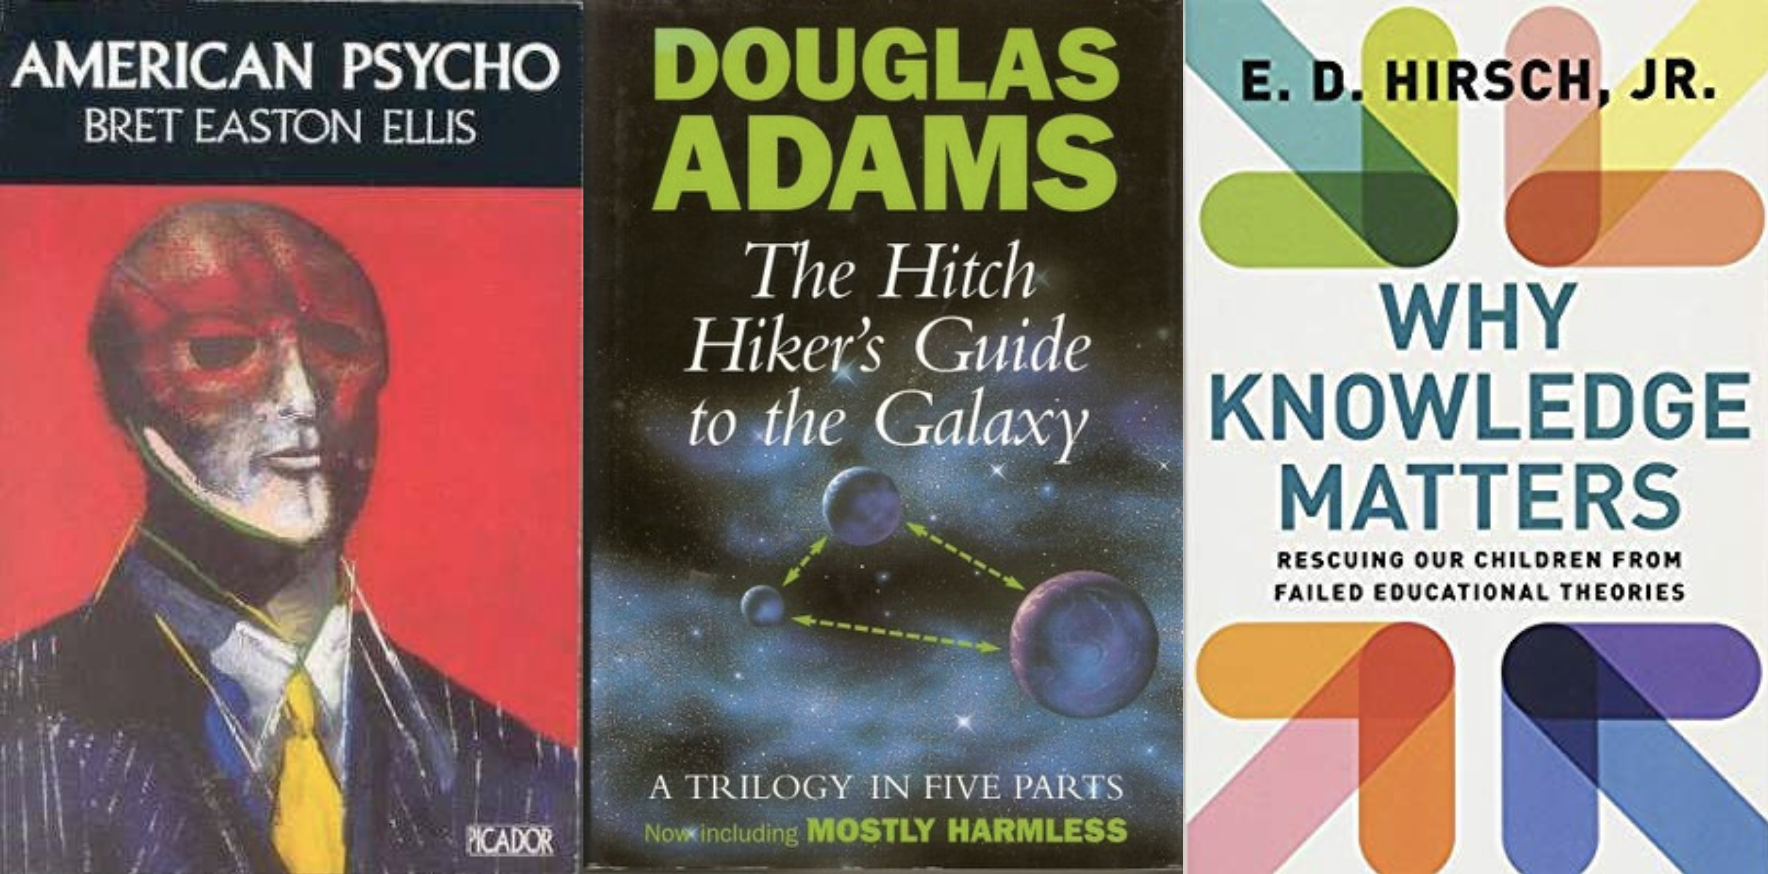 AMERICAN PSYCHO
BRET EASTON ELLIS
PICADOR
DOUGLAS
ADAMS
The Hitch
Hiker's Guide
to the Galaxy
A TRILOGY IN FIVE PARTS
Now including MOSTLY HARMLESS
E. D. HIRSCH, JR.
WHY
KNOWLEDGE
MATTERS
RESCUING OUR CHILDREN FROM
FAILED EDUCATIONAL THEORIES